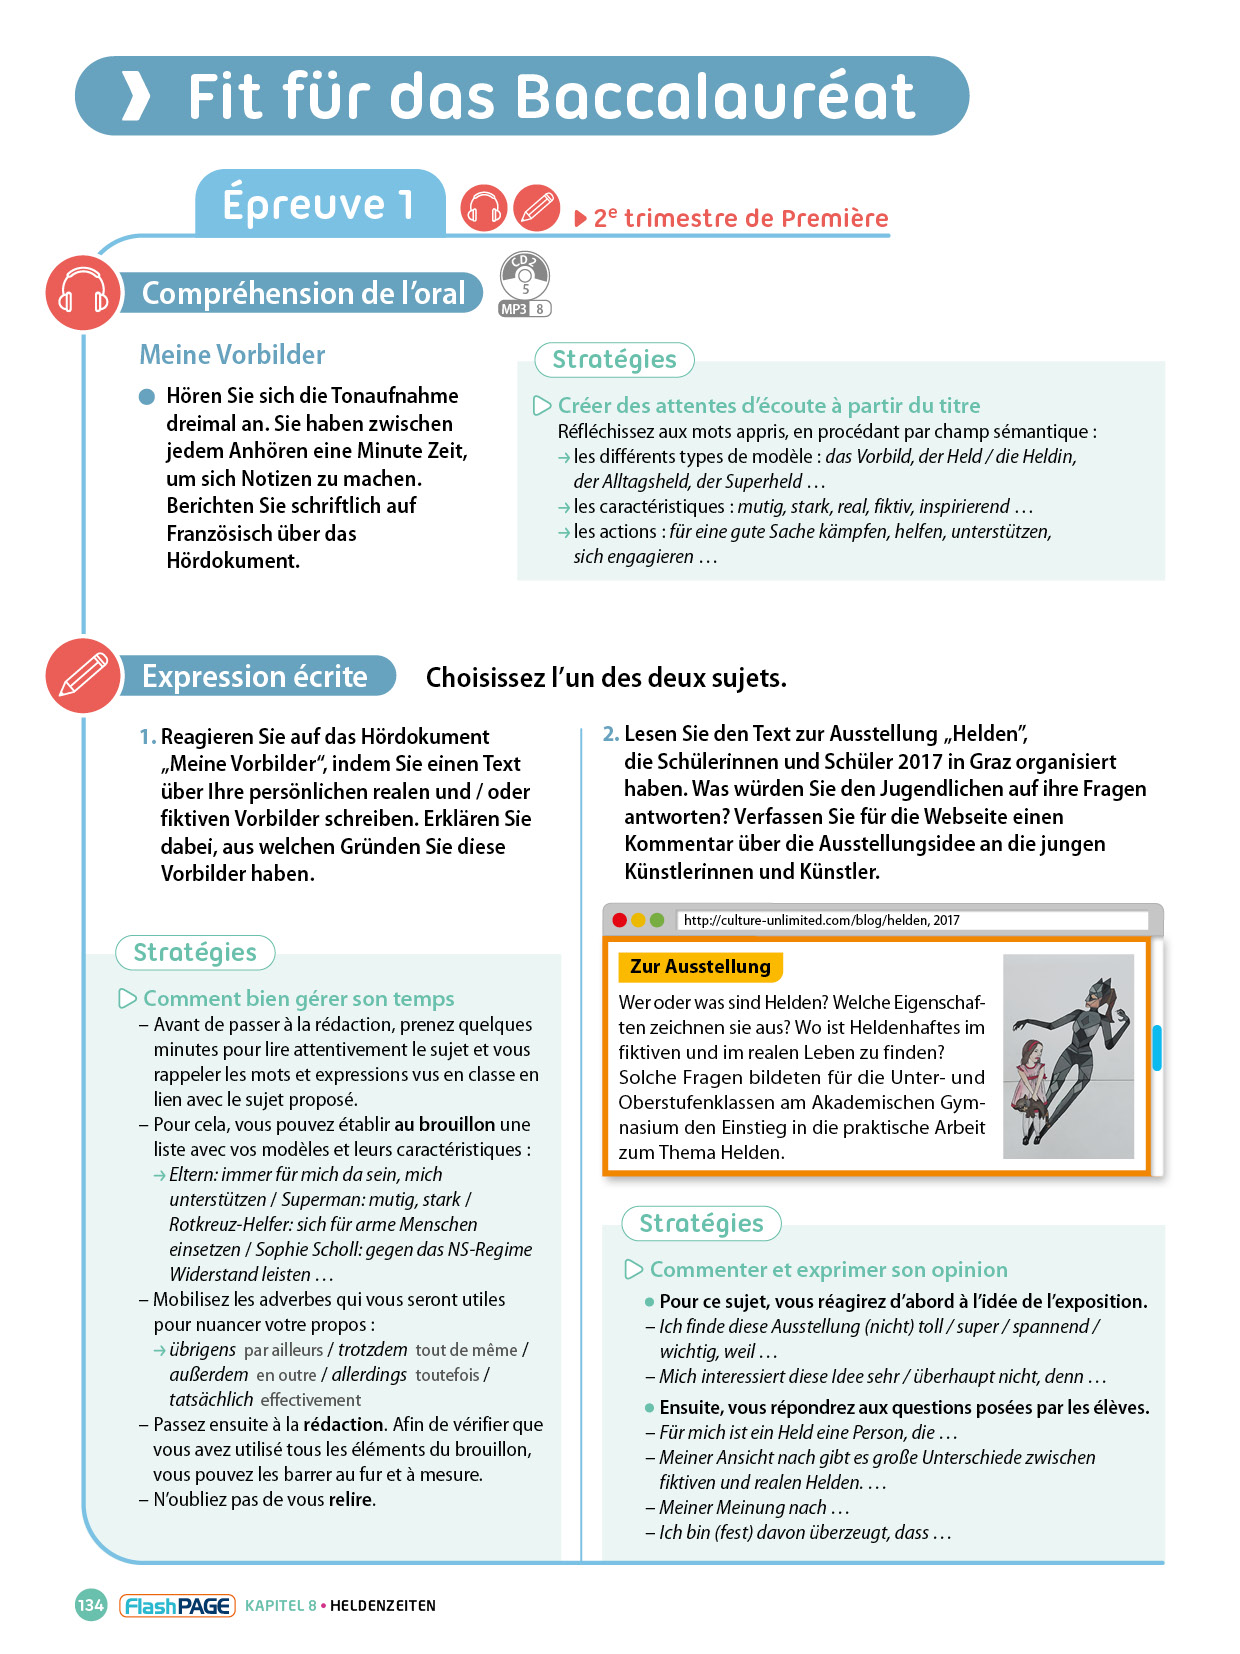 Fit für das Baccalauréat
Épreuve 1
2e trimestre de Première
Compréhension de l'oral
CD 2
5
MP3 8
Meine Vorbilder
Hören Sie sich die Tonaufnahme
dreimal an. Sie haben zwischen
jedem Anhören eine Minute Zeit,
um sich Notizen zu machen.
Berichten Sie schriftlich auf
Französisch über das
Hördokument.
Stratégies
Créer des attentes d'écoute à partir du titre
Réfléchissez aux mots appris, en procédant par champ sémantique :
→ les différents types de modèle : das Vorbild, der Held / die Heldin,
der Alltagsheld, der Superheld …
→ les caractéristiques : mutig, stark, real, fiktiv, inspirierend …
→ les actions : für eine gute Sache kämpfen, helfen, unterstützen,
sich engagieren …
Expression écrite
Choisissez l'un des deux sujets.
1. Reagieren Sie auf das Hördokument
„Meine Vorbilder“, indem Sie einen Text
über Ihre persönlichen realen und / oder
fiktiven Vorbilder schreiben. Erklären Sie
dabei, aus welchen Gründen Sie diese
Vorbilder haben.
Stratégies
Comment bien gérer son temps
– Avant de passer à la rédaction, prenez quelques
minutes pour lire attentivement le sujet et vous
rappeler les mots et expressions vus en classe en
lien avec le sujet proposé.
– Pour cela, vous pouvez établir au brouillon une
liste avec vos modèles et leurs caractéristiques :
→ Eltern: immer für mich da sein, mich
unterstützen / Superman: mutig, stark /
Rotkreuz-Helfer: sich für arme Menschen
einsetzen / Sophie Scholl: gegen das NS-Regime
Widerstand leisten …
– Mobilisez les adverbes qui vous seront utiles
pour nuancer votre propos :
→ übrigens par ailleurs / trotzdem tout de même /
außerdem en outre / allerdings toutefois /
tatsächlich effectivement
– Passez ensuite à la rédaction. Afin de vérifier que
vous avez utilisé tous les éléments du brouillon,
vous pouvez les barrer au fur et à mesure.
– N'oubliez pas de vous relire.
2. Lesen Sie den Text zur Ausstellung „Helden”,
die Schülerinnen und Schüler 2017 in Graz organisiert
haben. Was würden Sie den Jugendlichen auf ihre Fragen
antworten? Verfassen Sie für die Webseite einen
Kommentar über die Ausstellungsidee an die jungen
Künstlerinnen und Künstler.
http://culture-unlimited.com/blog/helden, 2017
Zur Ausstellung
Wer oder was sind Helden? Welche Eigenschaf-
ten zeichnen sie aus? Wo ist Heldenhaftes im
fiktiven und im realen Leben zu finden?
Solche Fragen bildeten für die Unter- und
Oberstufenklassen am Akademischen Gym-
nasium den Einstieg in die praktische Arbeit
zum Thema Helden.
Stratégies
Commenter et exprimer son opinion
• Pour ce sujet, vous réagirez d'abord à l'idée de l'exposition.
– Ich finde diese Ausstellung (nicht) toll / super / spannend /
wichtig, weil …
– Mich interessiert diese Idee sehr / überhaupt nicht, denn …
• Ensuite, vous répondrez aux questions posées par les élèves.
– Für mich ist ein Held eine Person, die …
– Meiner Ansicht nach gibt es große Unterschiede zwischen
fiktiven und realen Helden. …
– Meiner Meinung nach …
– Ich bin (fest) davon überzeugt, dass …
134 FlashPAGE KAPITEL 8 • HELDENZEITEN